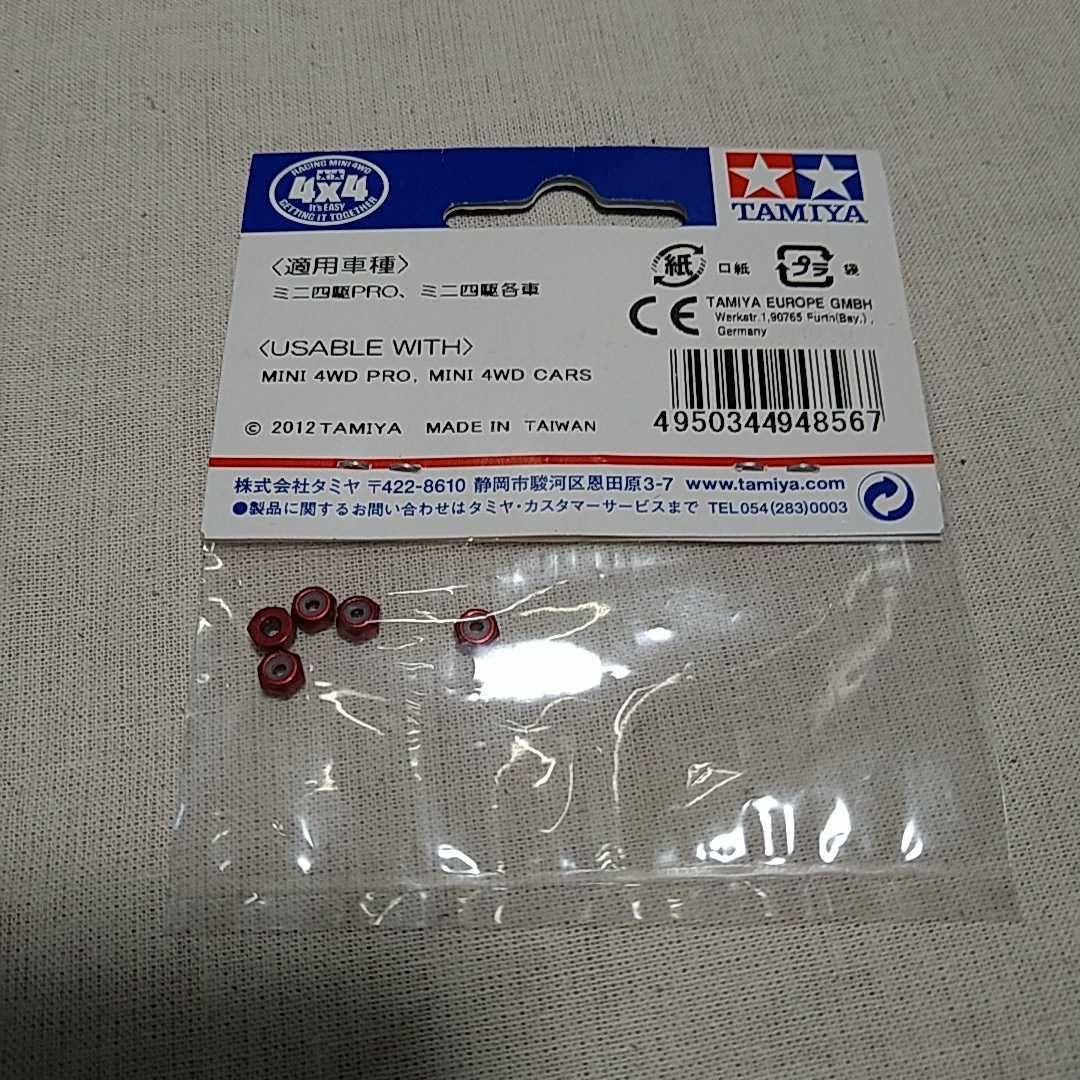 RACING MINI 4WD
4x4
It's EASY
GETTING IT TOGETHER
TAMIYA
〈適用車種〉
ミニ四駆PRO、ミニ四駆各車
〈USABLE WITH〉
MINI 4WD PRO, MINI 4WD CARS
© 2012 TAMIYA MADE IN TAIWAN
紙 口紙 プラ 袋
CE TAMIYA EUROPE GMBH
Werkstr.1,90765 Fürth(Bay.),
Germany
4950344948567
株式会社タミヤ 〒422-8610 静岡市駿河区恩田原3-7 www.tamiya.com
●製品に関するお問い合わせはタミヤ・カスタマーサービスまで TEL054(283)0003